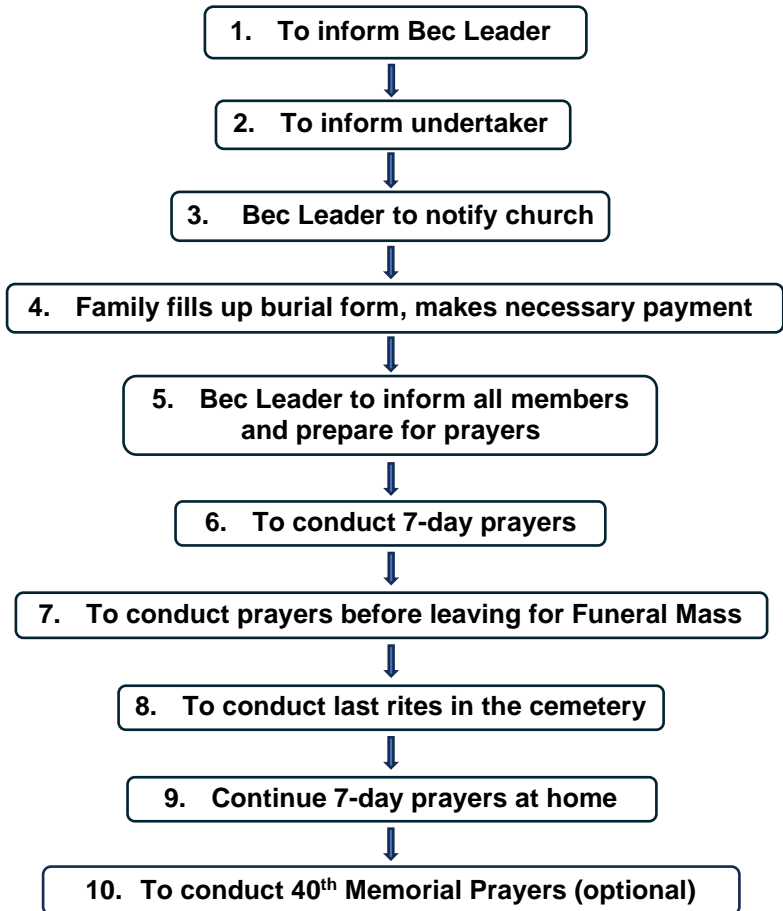 1. To inform Bec Leader
2. To inform undertaker
3. Bec Leader to notify church
4. Family fills up burial form, makes necessary payment
5. Bec Leader to inform all members
and prepare for prayers
6. To conduct 7-day prayers
7. To conduct prayers before leaving for Funeral Mass
8. To conduct last rites in the cemetery
9. Continue 7-day prayers at home
10. To conduct 40th Memorial Prayers (optional)